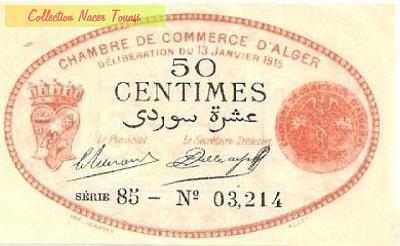 Collection Nacer Tounsi
CHAMBRE DE COMMERCE D'ALGER
DÉLIBÉRATION DU 13 JANVIER 1915
50
CENTIMES
عشرة سوردي
Le Président
Le Secrétaire Trésorier
SÉRIE 85 - Nº 03,214